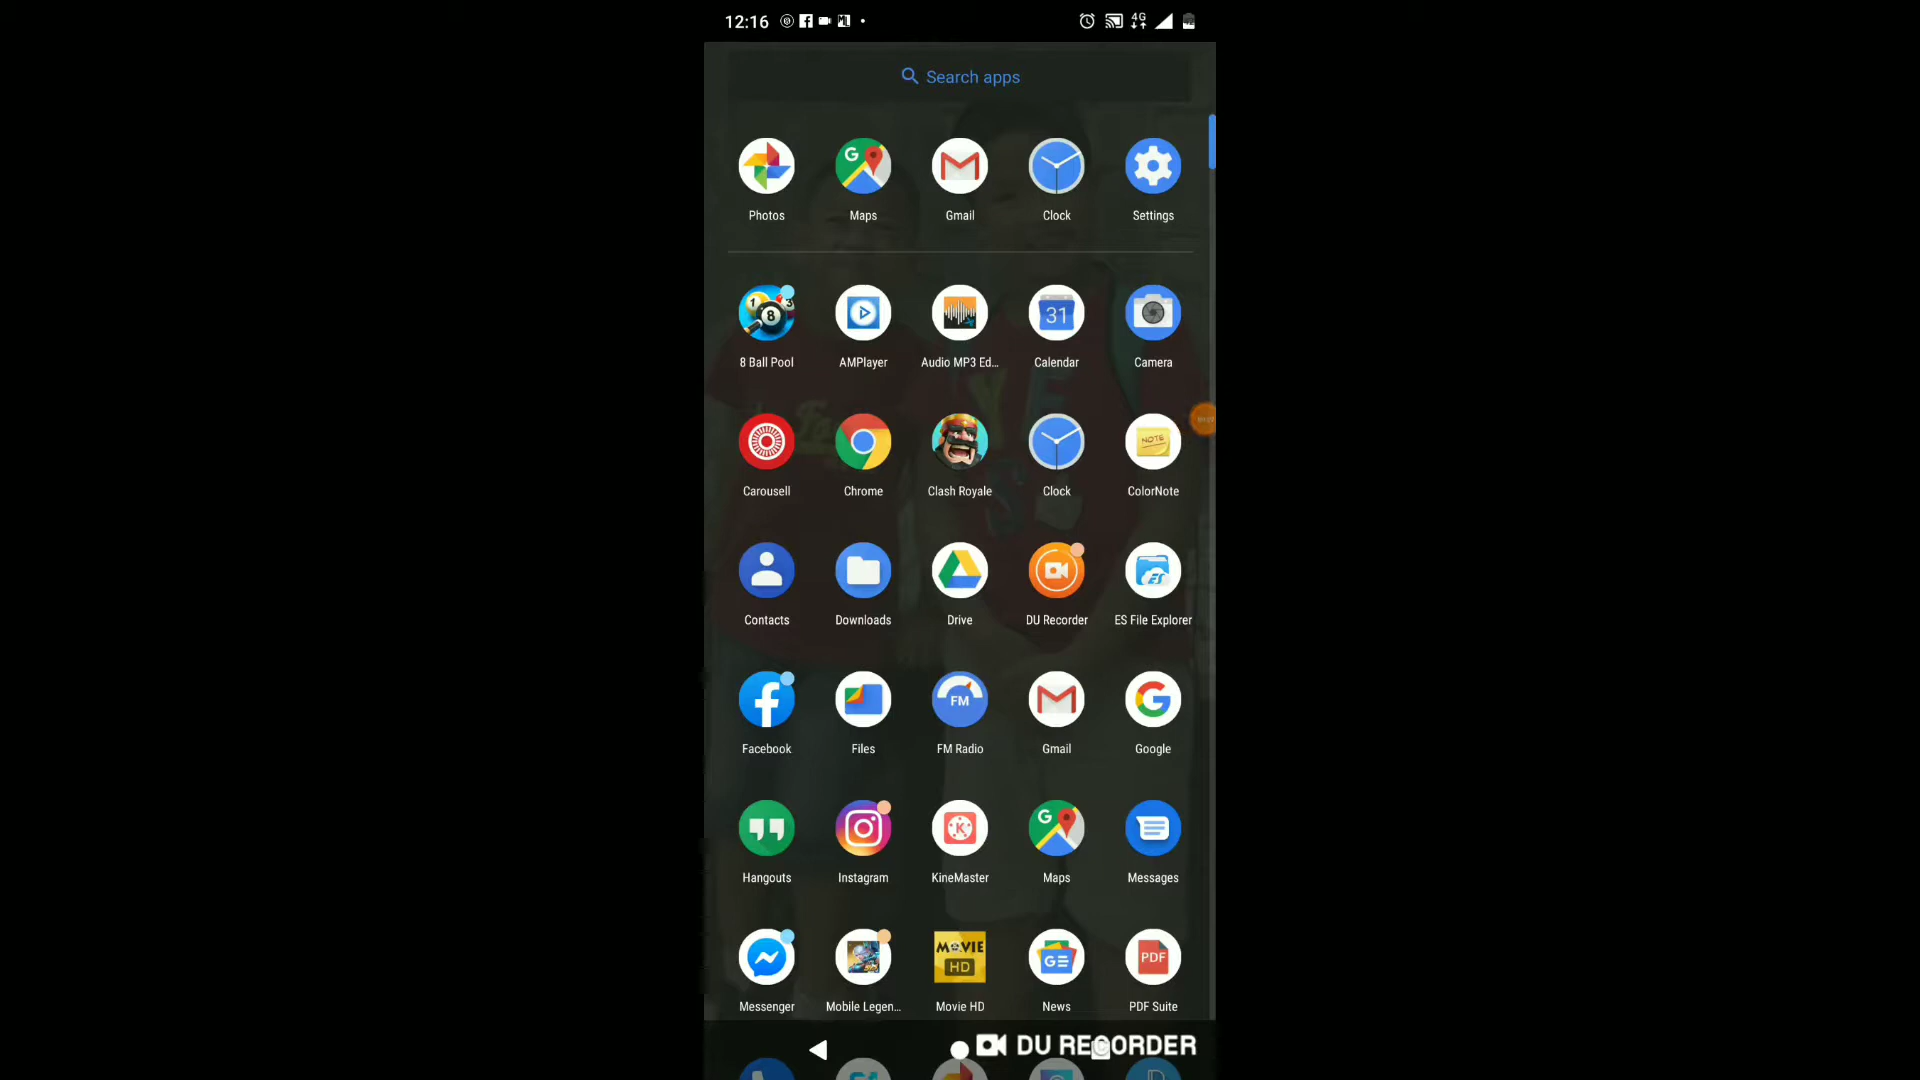 12:16
4G
Search apps
Photos Maps Gmail Clock Settings
8 Ball Pool AMPlayer Audio MP3 Ed... Calendar Camera
31
Carousell Chrome Clash Royale Clock ColorNote
NOTE
Contacts Downloads Drive DU Recorder ES File Explorer
FM
Facebook Files FM Radio Gmail Google
Hangouts Instagram KineMaster Maps Messages
MOVIE
HD
PDF
Messenger Mobile Legen... Movie HD News PDF Suite
DU RECORDER